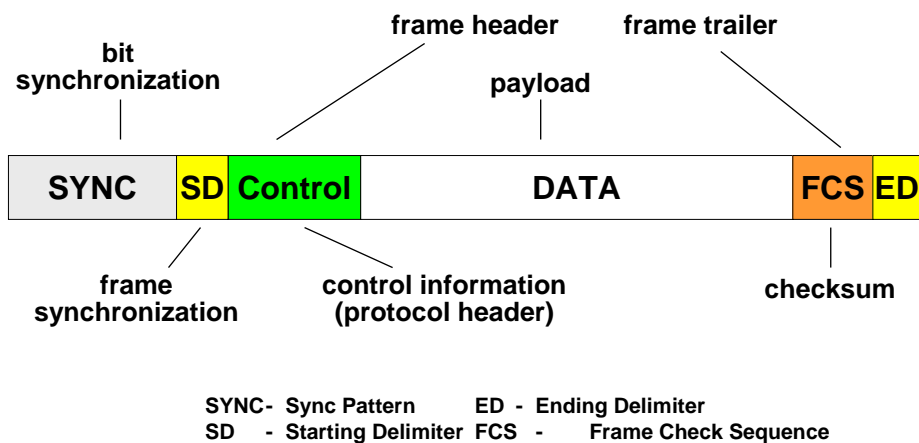 frame header
frame trailer
bit
synchronization
payload
SYNC SD Control DATA FCS ED
frame
synchronization
control information
(protocol header)
checksum
SYNC- Sync Pattern ED - Ending Delimiter
SD - Starting Delimiter FCS - Frame Check Sequence